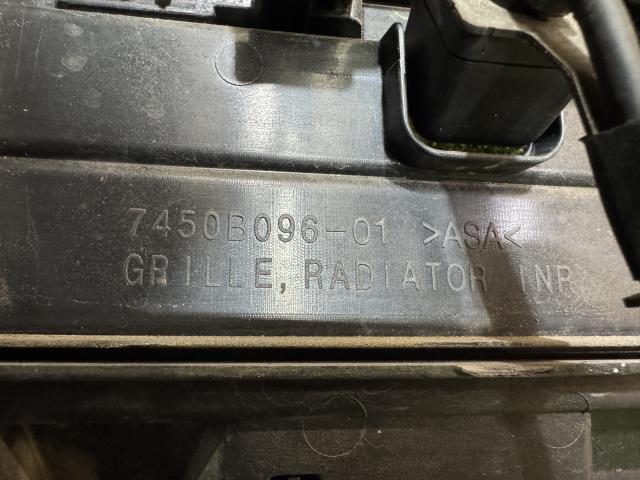 7450B096-01 >ASA<
GRILLE, RADIATOR INR